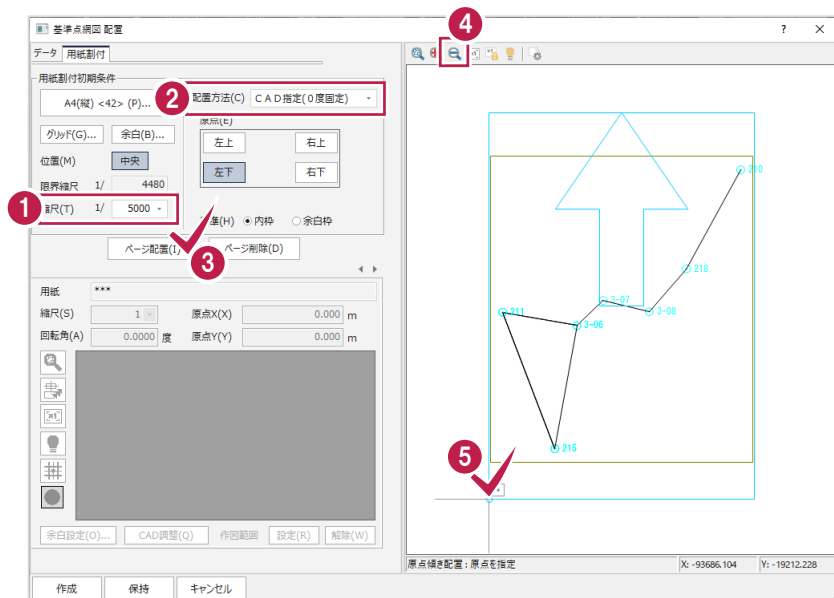 基準点網図 配置
? ×
データ 用紙割付
4
用紙割付初期条件
A4(縦) <42> (P)...
2
配置方法(C) ＣＡＤ指定(０度固定)
原点(E)
グリッド(G)... 余白(B)...
左上 右上
位置(M) 中央
左下 右下
限界縮尺 1/ 4480
1
縮尺(T) 1/ 5000
準(H) 内枠 余白枠
ページ配置(I) ページ削除(D)
3
用紙 ***
縮尺(S) 1 原点X(X) 0.000 m
回転角(A) 0.0000 度 原点Y(Y) 0.000 m
余白設定(O)... CAD調整(Q) 作図範囲 設定(R) 解除(W)
作成 保持 キャンセル
210
218
3-07
211
3-08
3-06
215
5
原点傾き配置：原点を指定 X: -93686.104 Y: -19212.228